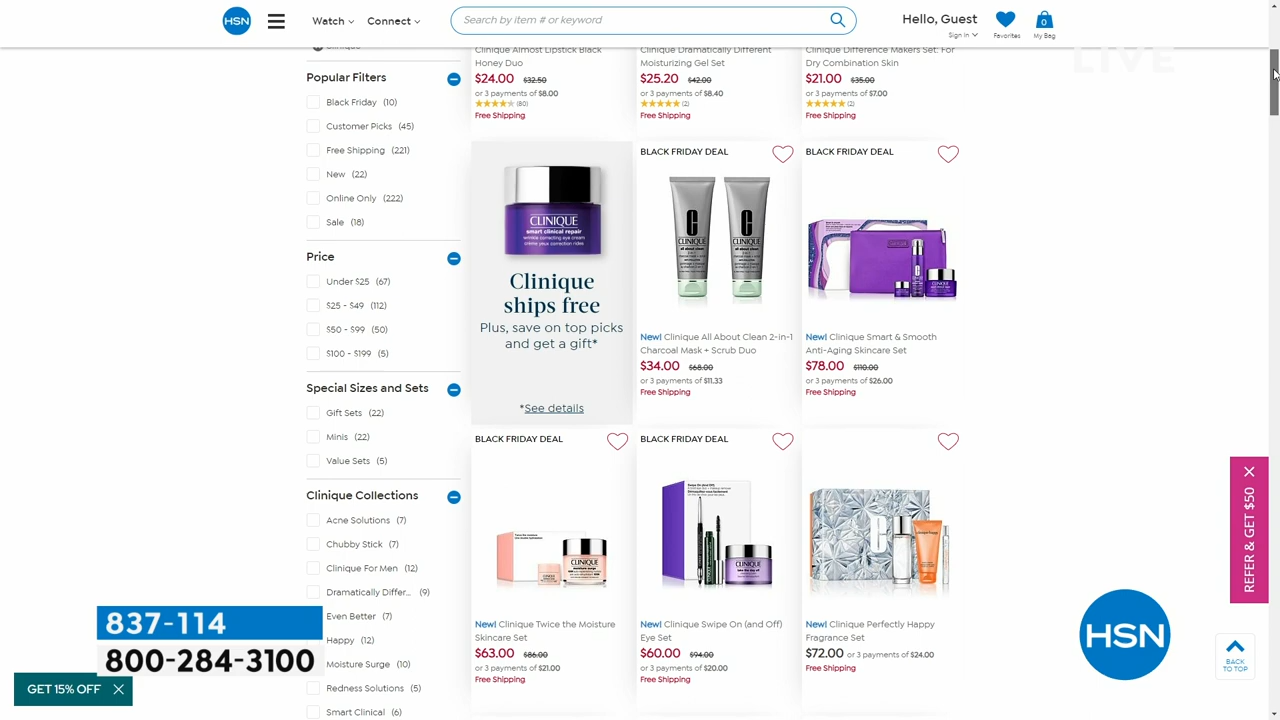 HSN
Watch
Connect
Search by item # or keyword
Hello, Guest
Sign In
Favorites
0
My Bag
LIVE
Clinique Almost Lipstick Black
Honey Duo
$24.00 $32.50
or 3 payments of $8.00
(80)
Free Shipping
Clinique Dramatically Different
Moisturizing Gel Set
$25.20 $42.00
or 3 payments of $8.40
(2)
Free Shipping
Clinique Difference Makers Set: For
Dry Combination Skin
$21.00 $35.00
or 3 payments of $7.00
(2)
Free Shipping
Popular Filters
Black Friday (10)
Customer Picks (45)
Free Shipping (221)
New (22)
Online Only (222)
Sale (18)
Price
Under $25 (67)
$25 - $49 (112)
$50 - $99 (50)
$100 - $199 (5)
Special Sizes and Sets
Gift Sets (22)
Minis (22)
Value Sets (5)
Clinique Collections
Acne Solutions (7)
Chubby Stick (7)
Clinique For Men (12)
Dramatically Differ... (9)
Even Better (7)
Happy (12)
Moisture Surge (10)
Redness Solutions (5)
Smart Clinical (6)
CLINIQUE
smart clinical repair
wrinkle correcting eye cream
Clinique
ships free
Plus, save on top picks
and get a gift*
*See details
BLACK FRIDAY DEAL
CLINIQUE
CLINIQUE
New! Clinique All About Clean 2-in-1
Charcoal Mask + Scrub Duo
$34.00 $68.00
or 3 payments of $11.33
Free Shipping
BLACK FRIDAY DEAL
New! Clinique Smart & Smooth
Anti-Aging Skincare Set
$78.00 $110.00
or 3 payments of $26.00
Free Shipping
BLACK FRIDAY DEAL
CLINIQUE
New! Clinique Twice the Moisture
Skincare Set
$63.00 $86.00
or 3 payments of $21.00
Free Shipping
BLACK FRIDAY DEAL
CLINIQUE
New! Clinique Swipe On (and Off)
Eye Set
$60.00 $94.00
or 3 payments of $20.00
Free Shipping
New! Clinique Perfectly Happy
Fragrance Set
$72.00 or 3 payments of $24.00
Free Shipping
837-114
800-284-3100
GET 15% OFF
REFER & GET $50
HSN
BACK
TO TOP